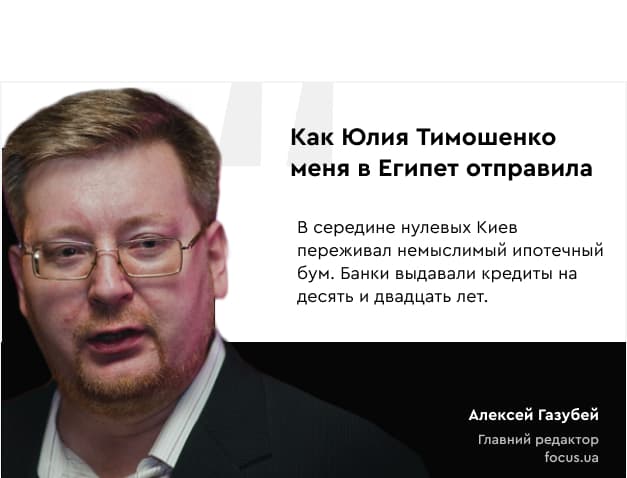 Как Юлия Тимошенко
меня в Египет отправила
В середине нулевых Киев
переживал немыслимый ипотечный
бум. Банки выдавали кредиты на
десять и двадцать лет.
Алексей Газубей
Главний редактор
focus.ua